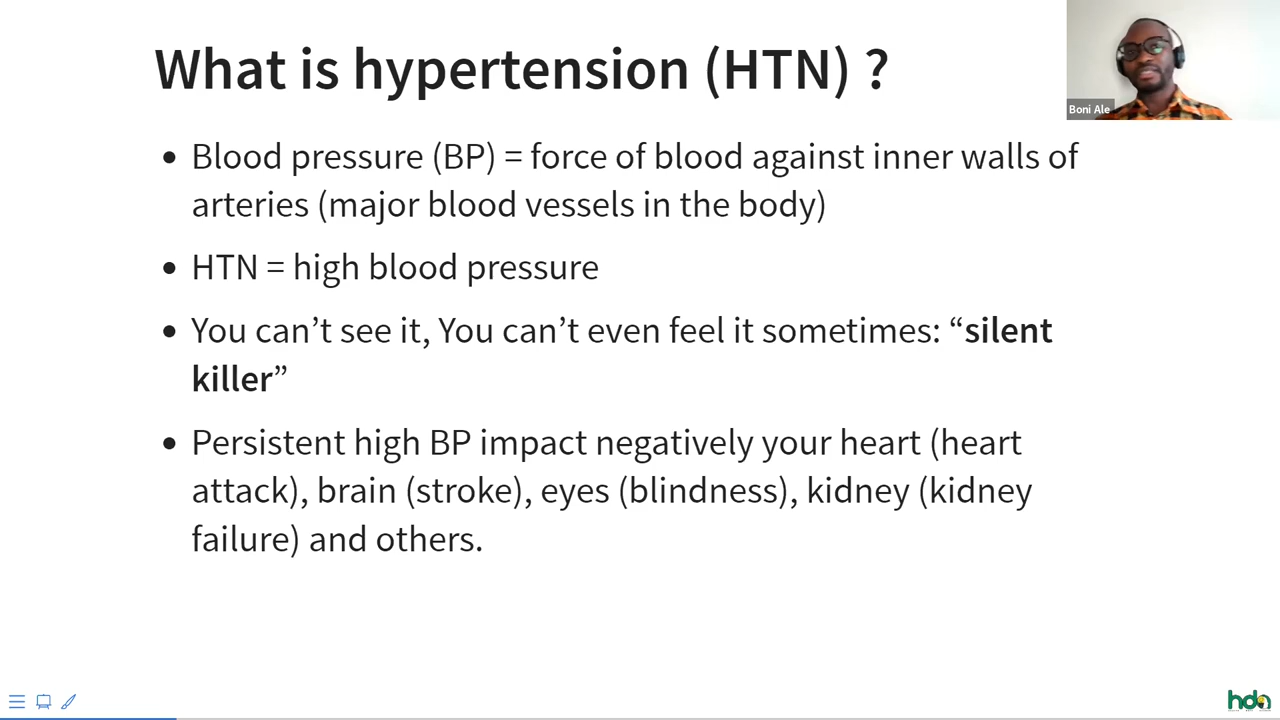 What is hypertension (HTN) ?
Boni Ale
• Blood pressure (BP) = force of blood against inner walls of
arteries (major blood vessels in the body)
• HTN = high blood pressure
• You can’t see it, You can’t even feel it sometimes: “silent
killer”
• Persistent high BP impact negatively your heart (heart
attack), brain (stroke), eyes (blindness), kidney (kidney
failure) and others.